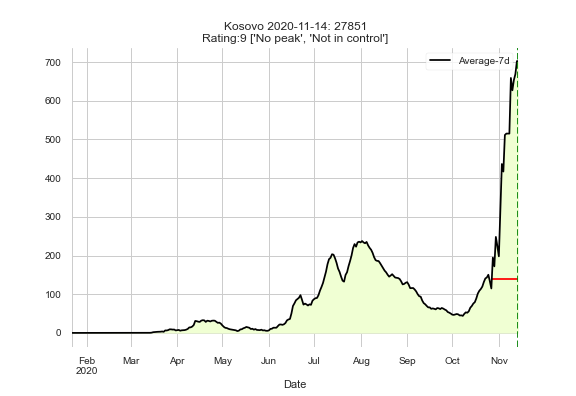 Kosovo 2020-11-14: 27851
Rating:9 ['No peak', 'Not in control']
Average-7d
700
600
500
400
300
200
100
0
Feb Mar Apr May Jun Jul Aug Sep Oct Nov
2020
Date